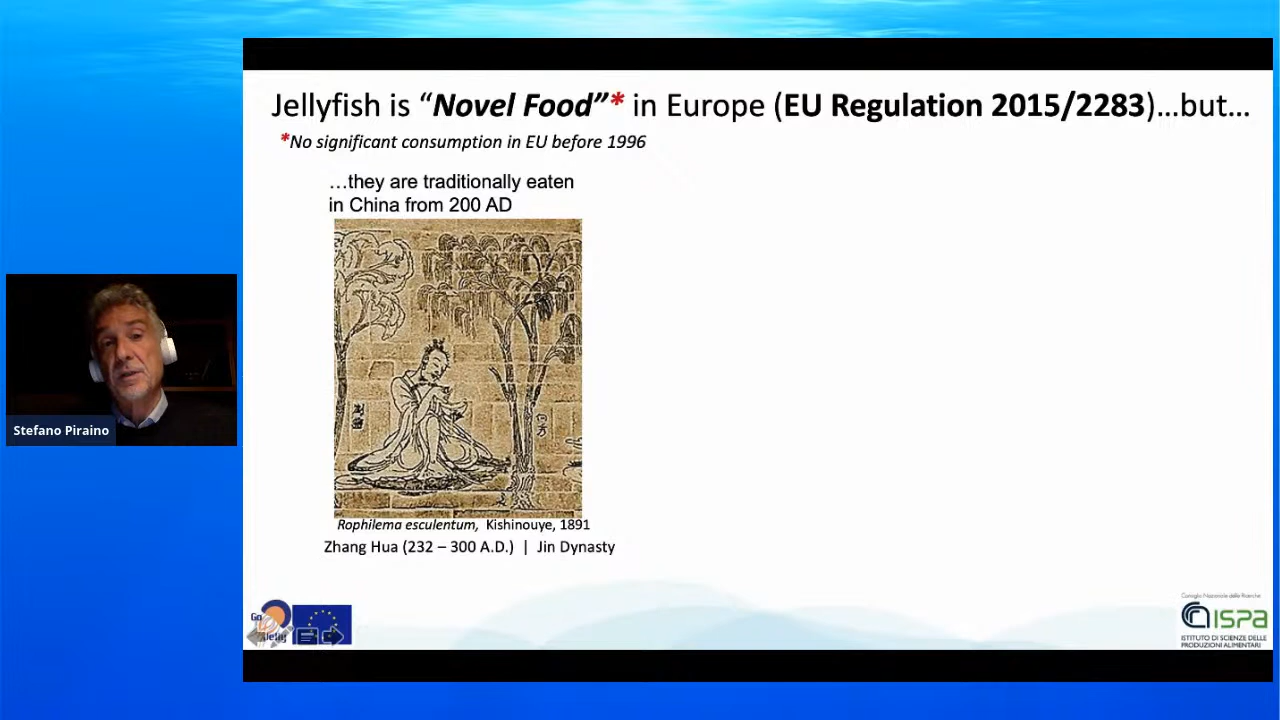 Jellyfish is “Novel Food”* in Europe (EU Regulation 2015/2283)…but…
*No significant consumption in EU before 1996
…they are traditionally eaten
in China from 200 AD
Rophilema esculentum, Kishinouye, 1891
Zhang Hua (232 – 300 A.D.) | Jin Dynasty
Stefano Piraino
Go
Jelly
Consiglio Nazionale delle Ricerche
ISPA
ISTITUTO DI SCIENZE DELLE
PRODUZIONI ALIMENTARI